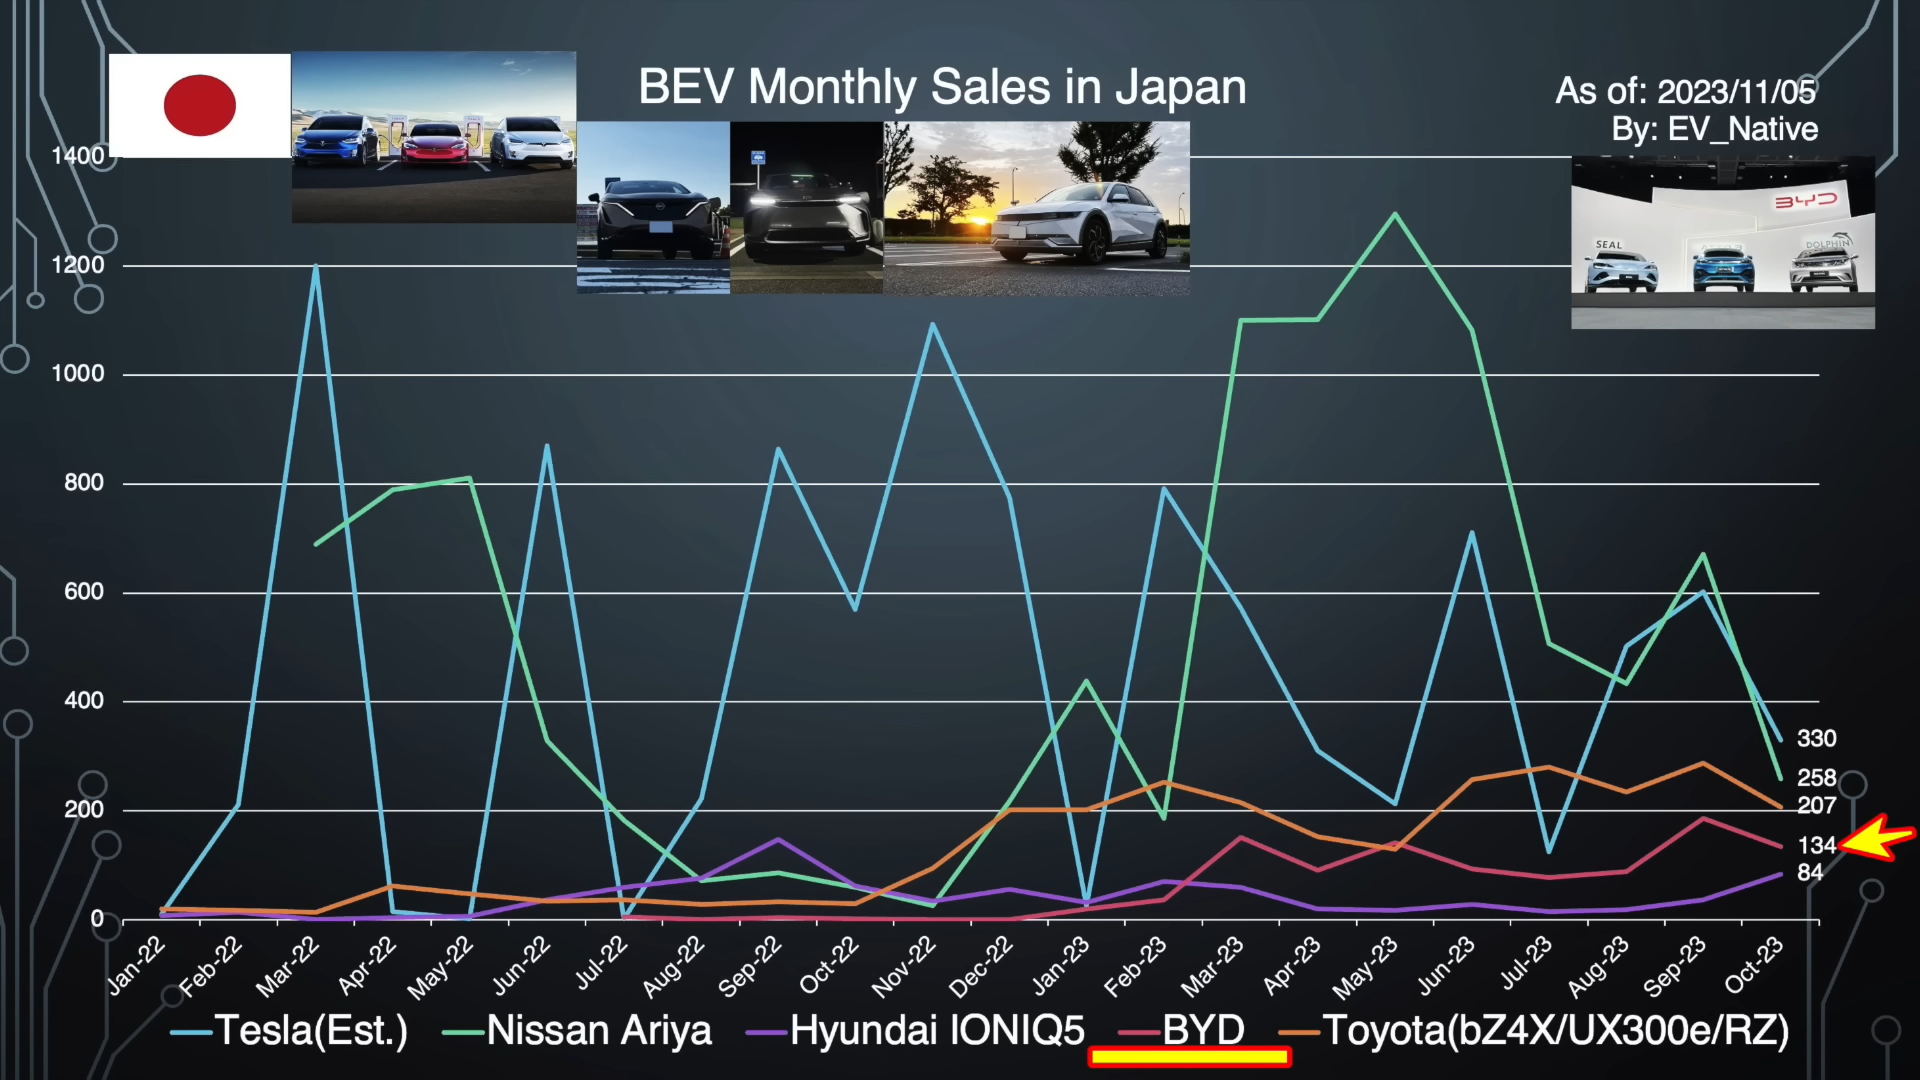 BEV Monthly Sales in Japan
As of: 2023/11/05
By: EV_Native
BYD
SEAL
DOLPHIN
1400
1200
1000
800
600
400
200
0
330
258
207
134
84
Jan-22
Feb-22
Mar-22
Apr-22
May-22
Jun-22
Jul-22
Aug-22
Sep-22
Oct-22
Nov-22
Dec-22
Jan-23
Feb-23
Mar-23
Apr-23
May-23
Jun-23
Jul-23
Aug-23
Sep-23
Oct-23
Tesla(Est.)
Nissan Ariya
Hyundai IONIQ5
BYD
Toyota(bZ4X/UX300e/RZ)